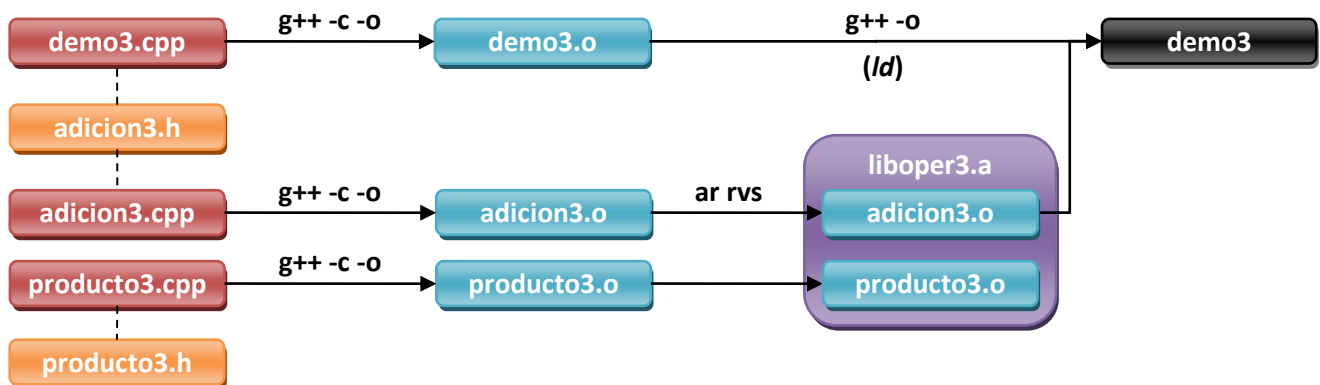 demo3.cpp
g++ -c -o
demo3.o
g++ -o
(ld)
demo3
adicion3.h
liboper3.a
adicion3.cpp
g++ -c -o
adicion3.o
ar rvs
adicion3.o
producto3.cpp
g++ -c -o
producto3.o
producto3.o
producto3.h